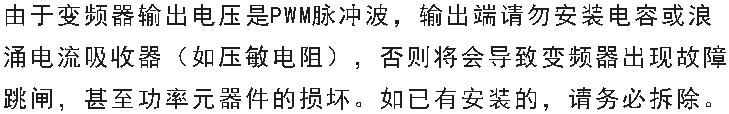 由于变频器输出电压是PWM脉冲波，输出端请勿安装电容或浪
涌电流吸收器（如压敏电阻），否则将会导致变频器出现故障
跳闸，甚至功率元器件的损坏。如已有安装的，请务必拆除。